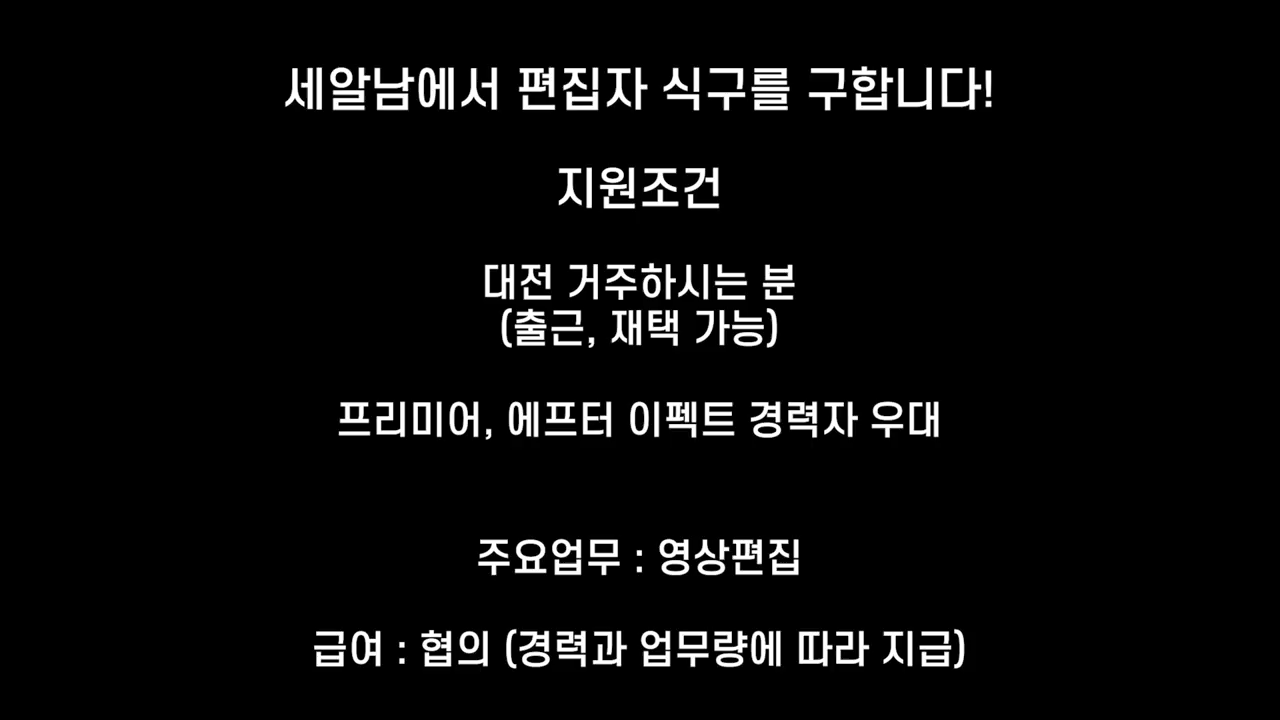 세알남에서 편집자 식구를 구합니다!
지원조건
대전 거주하시는 분
(출근, 재택 가능)
프리미어, 에프터 이펙트 경력자 우대
주요업무 : 영상편집
급여 : 협의 (경력과 업무량에 따라 지급)